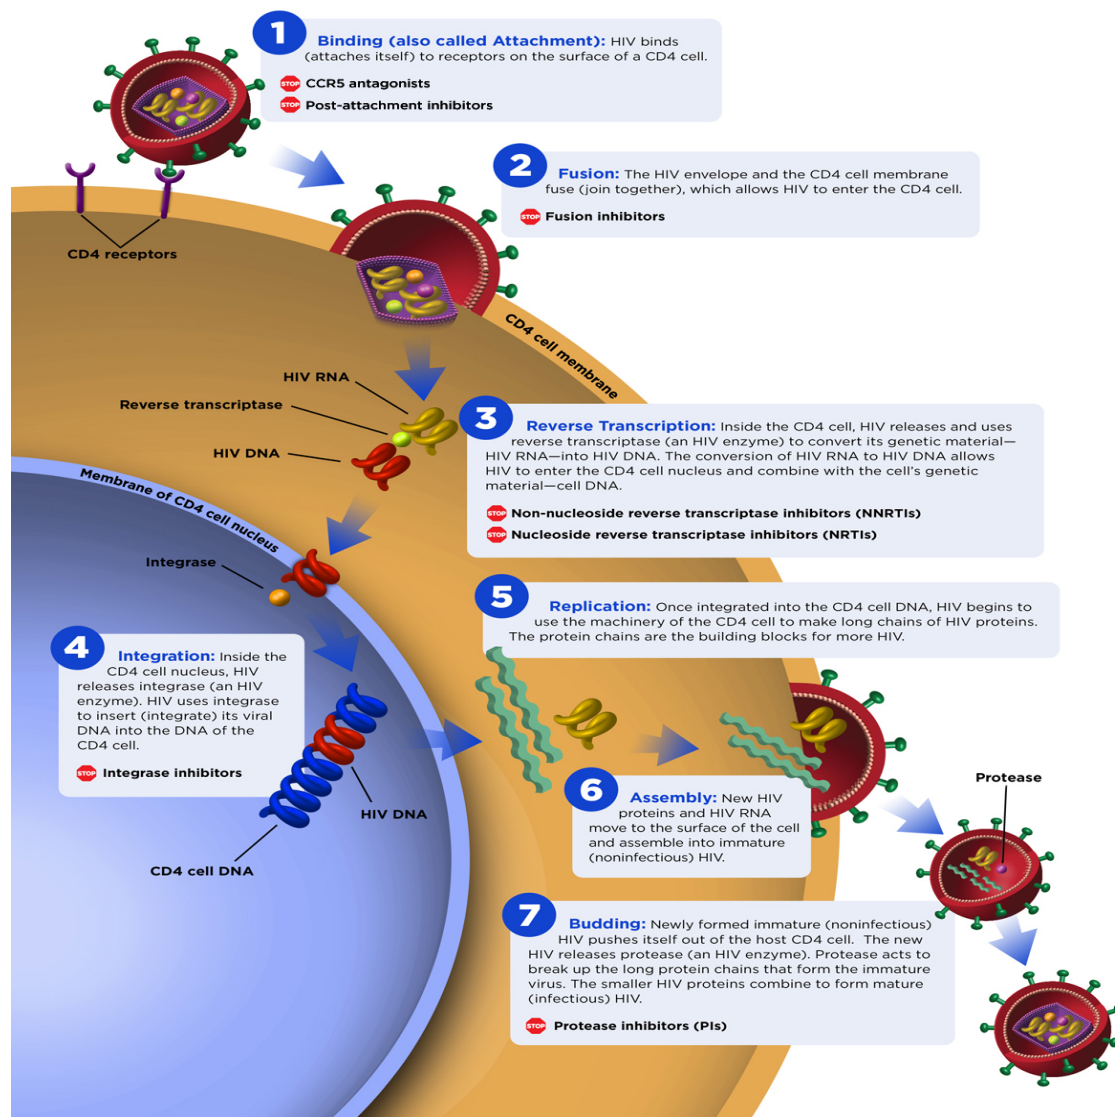 1
Binding (also called Attachment): HIV binds
(attaches itself) to receptors on the surface of a CD4 cell.
STOP CCR5 antagonists
STOP Post-attachment inhibitors
2
Fusion: The HIV envelope and the CD4 cell membrane
fuse (join together), which allows HIV to enter the CD4 cell.
STOP Fusion inhibitors
CD4 receptors
CD4 cell membrane
HIV RNA
Reverse transcriptase
HIV DNA
3
Reverse Transcription: Inside the CD4 cell, HIV releases and uses
reverse transcriptase (an HIV enzyme) to convert its genetic material—
HIV RNA—into HIV DNA. The conversion of HIV RNA to HIV DNA allows
HIV to enter the CD4 cell nucleus and combine with the cell's genetic
material—cell DNA.
STOP Non-nucleoside reverse transcriptase inhibitors (NNRTIs)
STOP Nucleoside reverse transcriptase inhibitors (NRTIs)
Membrane of CD4 cell nucleus
Integrase
4
Integration: Inside the
CD4 cell nucleus, HIV
releases integrase (an HIV
enzyme). HIV uses integrase
to insert (integrate) its viral
DNA into the DNA of the
CD4 cell.
STOP Integrase inhibitors
HIV DNA
CD4 cell DNA
5
Replication: Once integrated into the CD4 cell DNA, HIV begins to
use the machinery of the CD4 cell to make long chains of HIV proteins.
The protein chains are the building blocks for more HIV.
6
Assembly: New HIV
proteins and HIV RNA
move to the surface of the cell
and assemble into immature
(noninfectious) HIV.
Protease
7
Budding: Newly formed immature (noninfectious)
HIV pushes itself out of the host CD4 cell. The new
HIV releases protease (an HIV enzyme). Protease acts to
break up the long protein chains that form the immature
virus. The smaller HIV proteins combine to form mature
(infectious) HIV.
STOP Protease inhibitors (PIs)